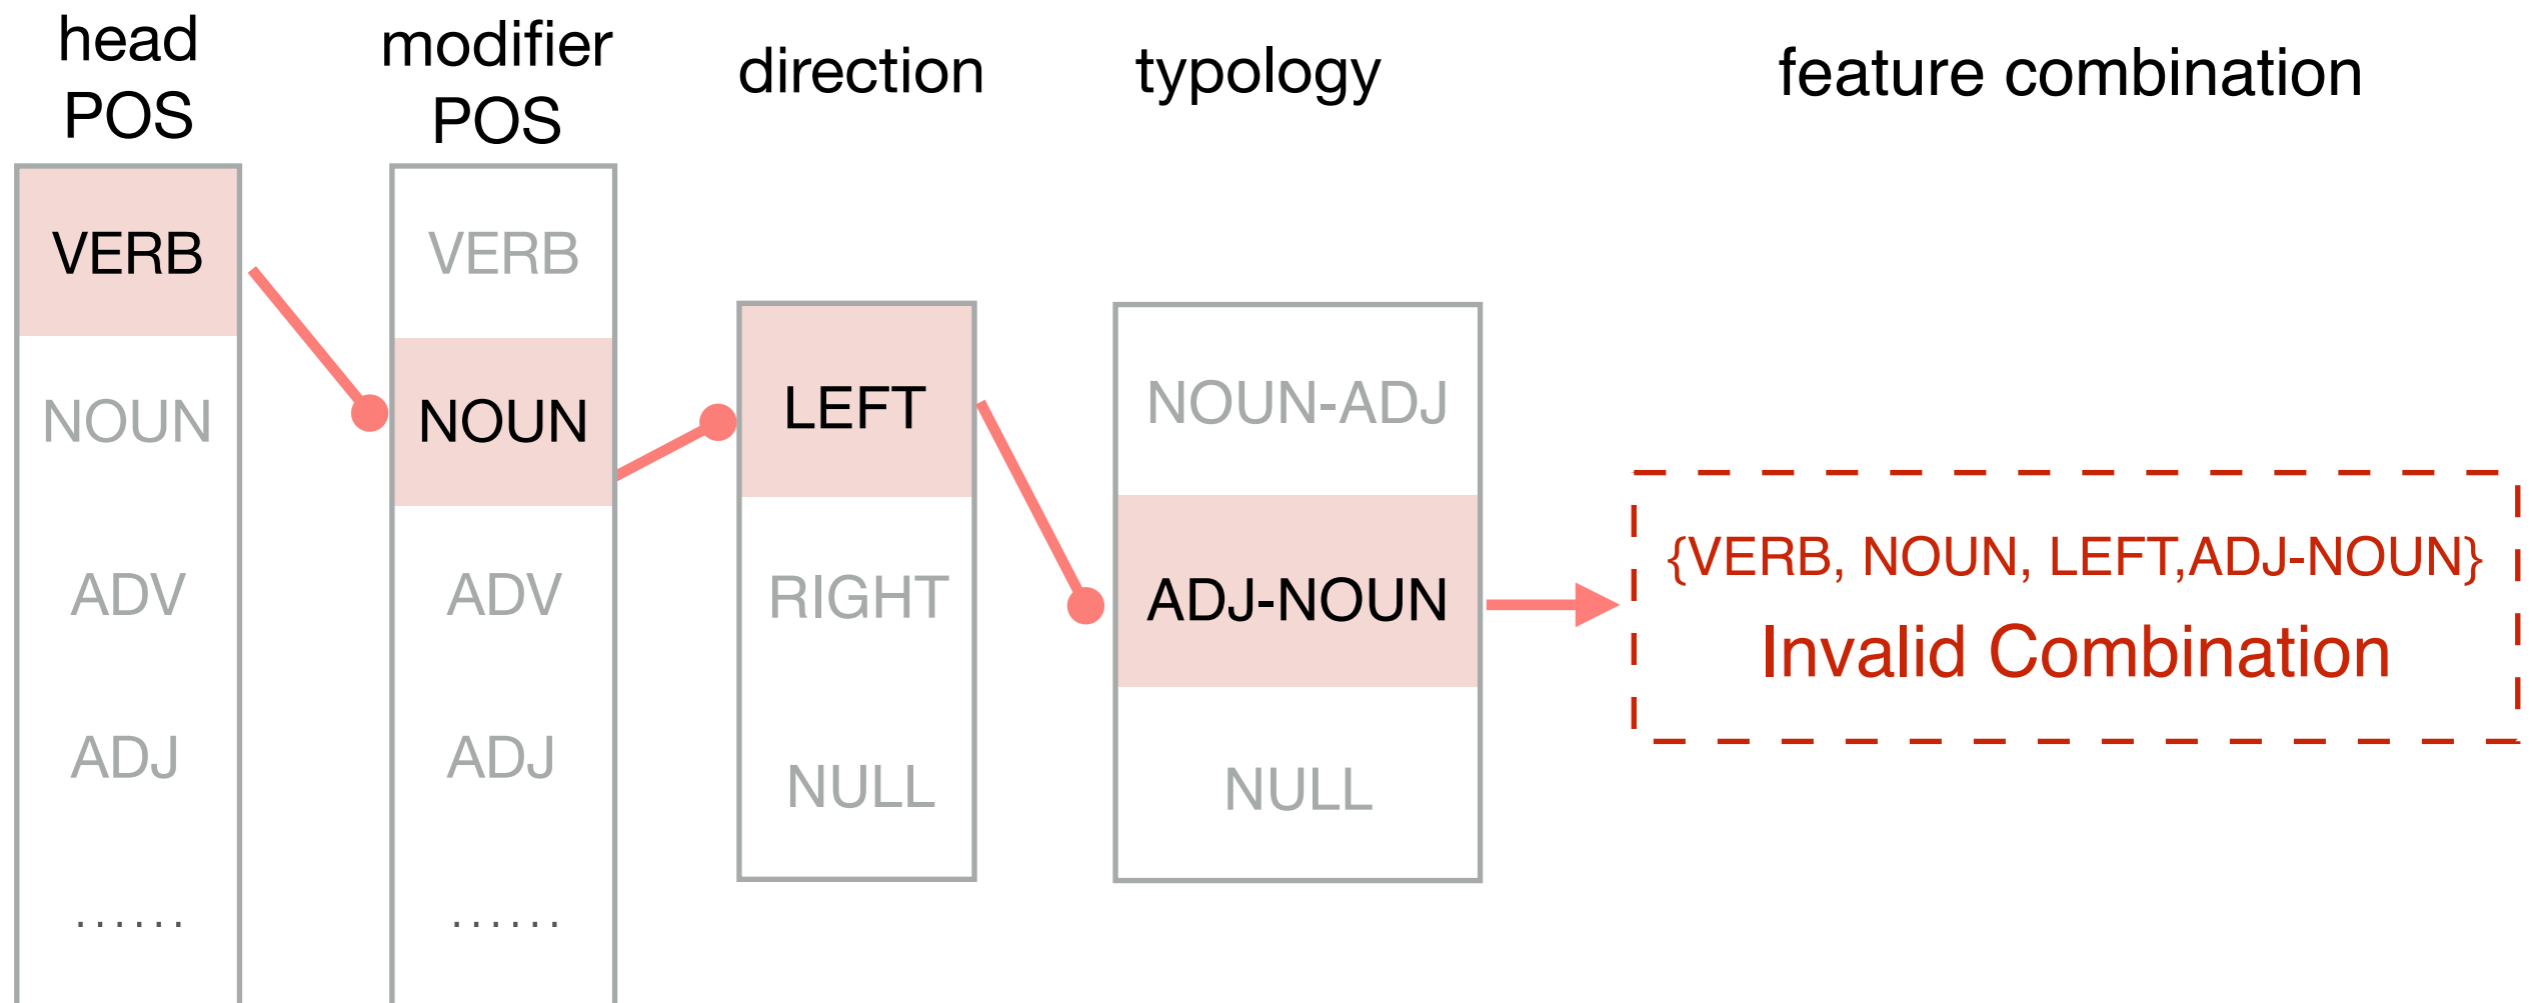 head
POS
modifier
POS
direction
typology
feature combination
VERB
NOUN
ADV
ADJ
......
VERB
NOUN
ADV
ADJ
......
LEFT
RIGHT
NULL
NOUN-ADJ
ADJ-NOUN
NULL
{VERB, NOUN, LEFT,ADJ-NOUN}
Invalid Combination